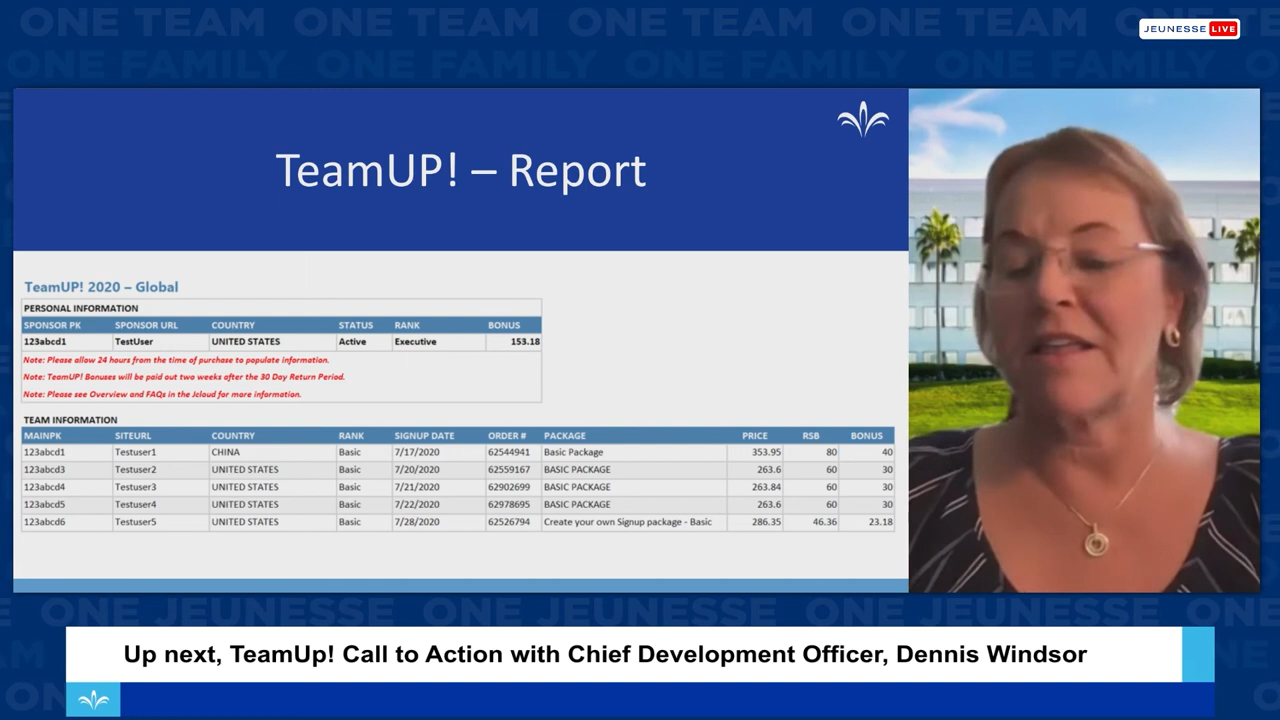 ONE TEAM ONE TEAM ONE TEAM ONE TEAM ONE TE
JEUNESSE LIVE
ONE FAMILY ONE FAMILY ONE FAMILY ONE FAMILY O
TeamUP! – Report
TeamUP! 2020 – Global
PERSONAL INFORMATION
SPONSOR PK SPONSOR URL COUNTRY STATUS RANK BONUS
123abcd1 TestUser UNITED STATES Active Executive 153.18
Note: Please allow 24 hours from the time of purchase to populate information.
Note: TeamUP! Bonuses will be paid out two weeks after the 30 Day Return Period.
Note: Please see Overview and FAQs in the Jcloud for more information.
TEAM INFORMATION
MAINPK SITEURL COUNTRY RANK SIGNUP DATE ORDER # PACKAGE PRICE RSB BONUS
123abcd1 Testuser1 CHINA Basic 7/17/2020 62544941 Basic Package 353.95 80 40
123abcd3 Testuser2 UNITED STATES Basic 7/20/2020 62559167 BASIC PACKAGE 263.6 60 30
123abcd4 Testuser3 UNITED STATES Basic 7/21/2020 62902699 BASIC PACKAGE 263.84 60 30
123abcd5 Testuser4 UNITED STATES Basic 7/22/2020 62978695 BASIC PACKAGE 263.6 60 30
123abcd6 Testuser5 UNITED STATES Basic 7/28/2020 62526794 Create your own Signup package - Basic 286.35 46.36 23.18
ONE JEUNESSE ONE JEUNESSE ONE JEUNESSE ONE
Up next, TeamUp! Call to Action with Chief Development Officer, Dennis Windsor